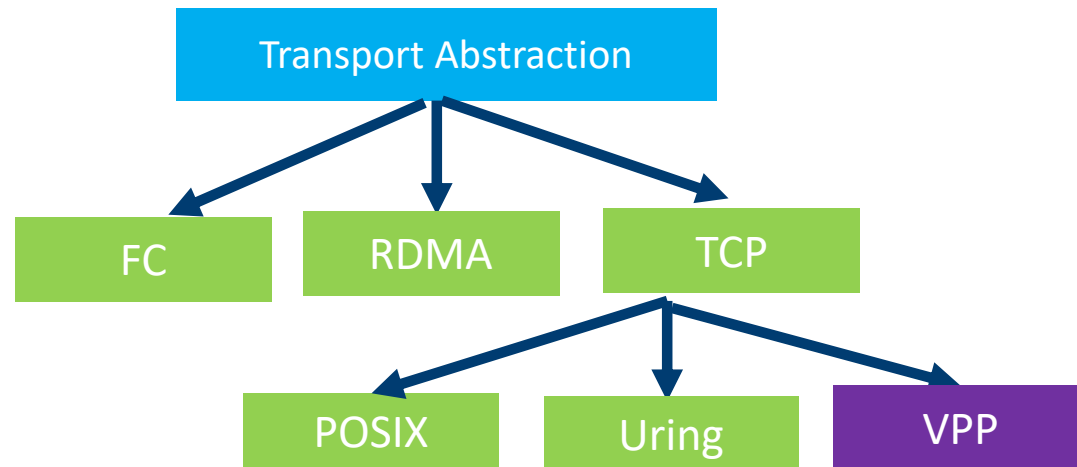 Transport Abstraction
FC
RDMA
TCP
POSIX
Uring
VPP